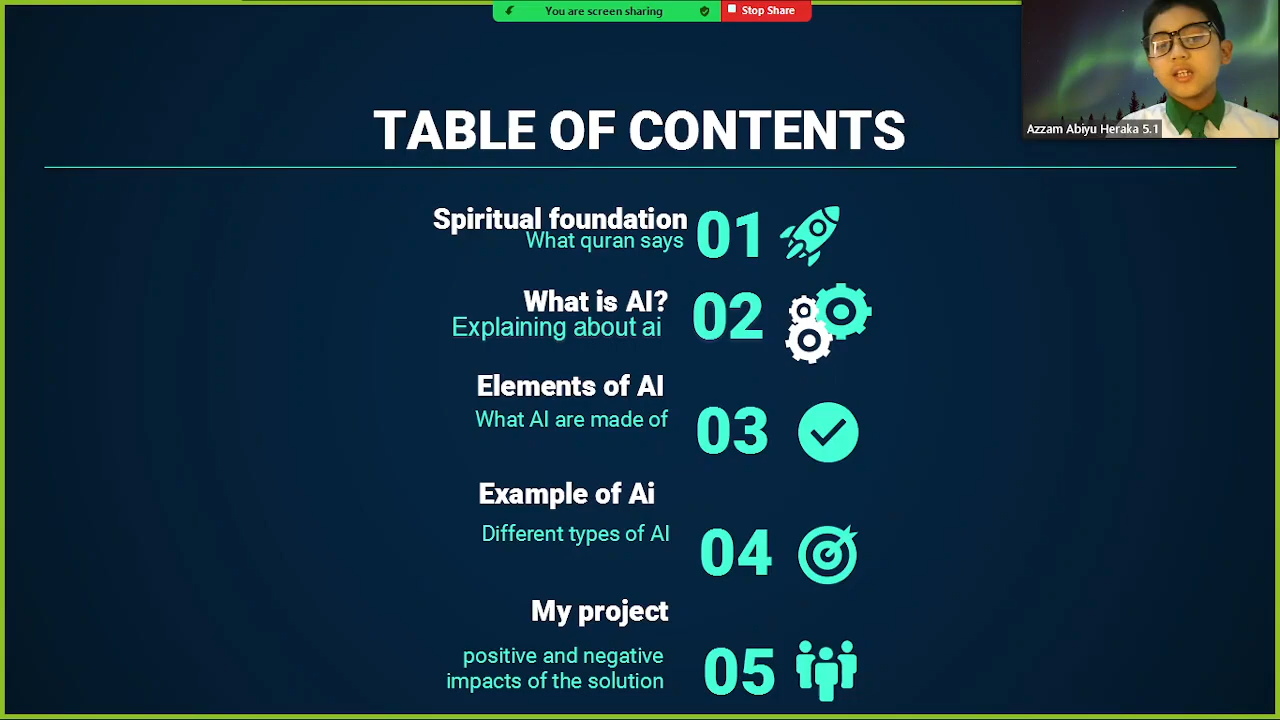 You are screen sharing
Stop Share
Azzam Abiyu Heraka 5.1
TABLE OF CONTENTS
Spiritual foundation
What quran says
01
What is AI?
Explaining about ai
02
Elements of AI
What AI are made of
03
Example of Ai
Different types of AI
04
My project
positive and negative
impacts of the solution
05